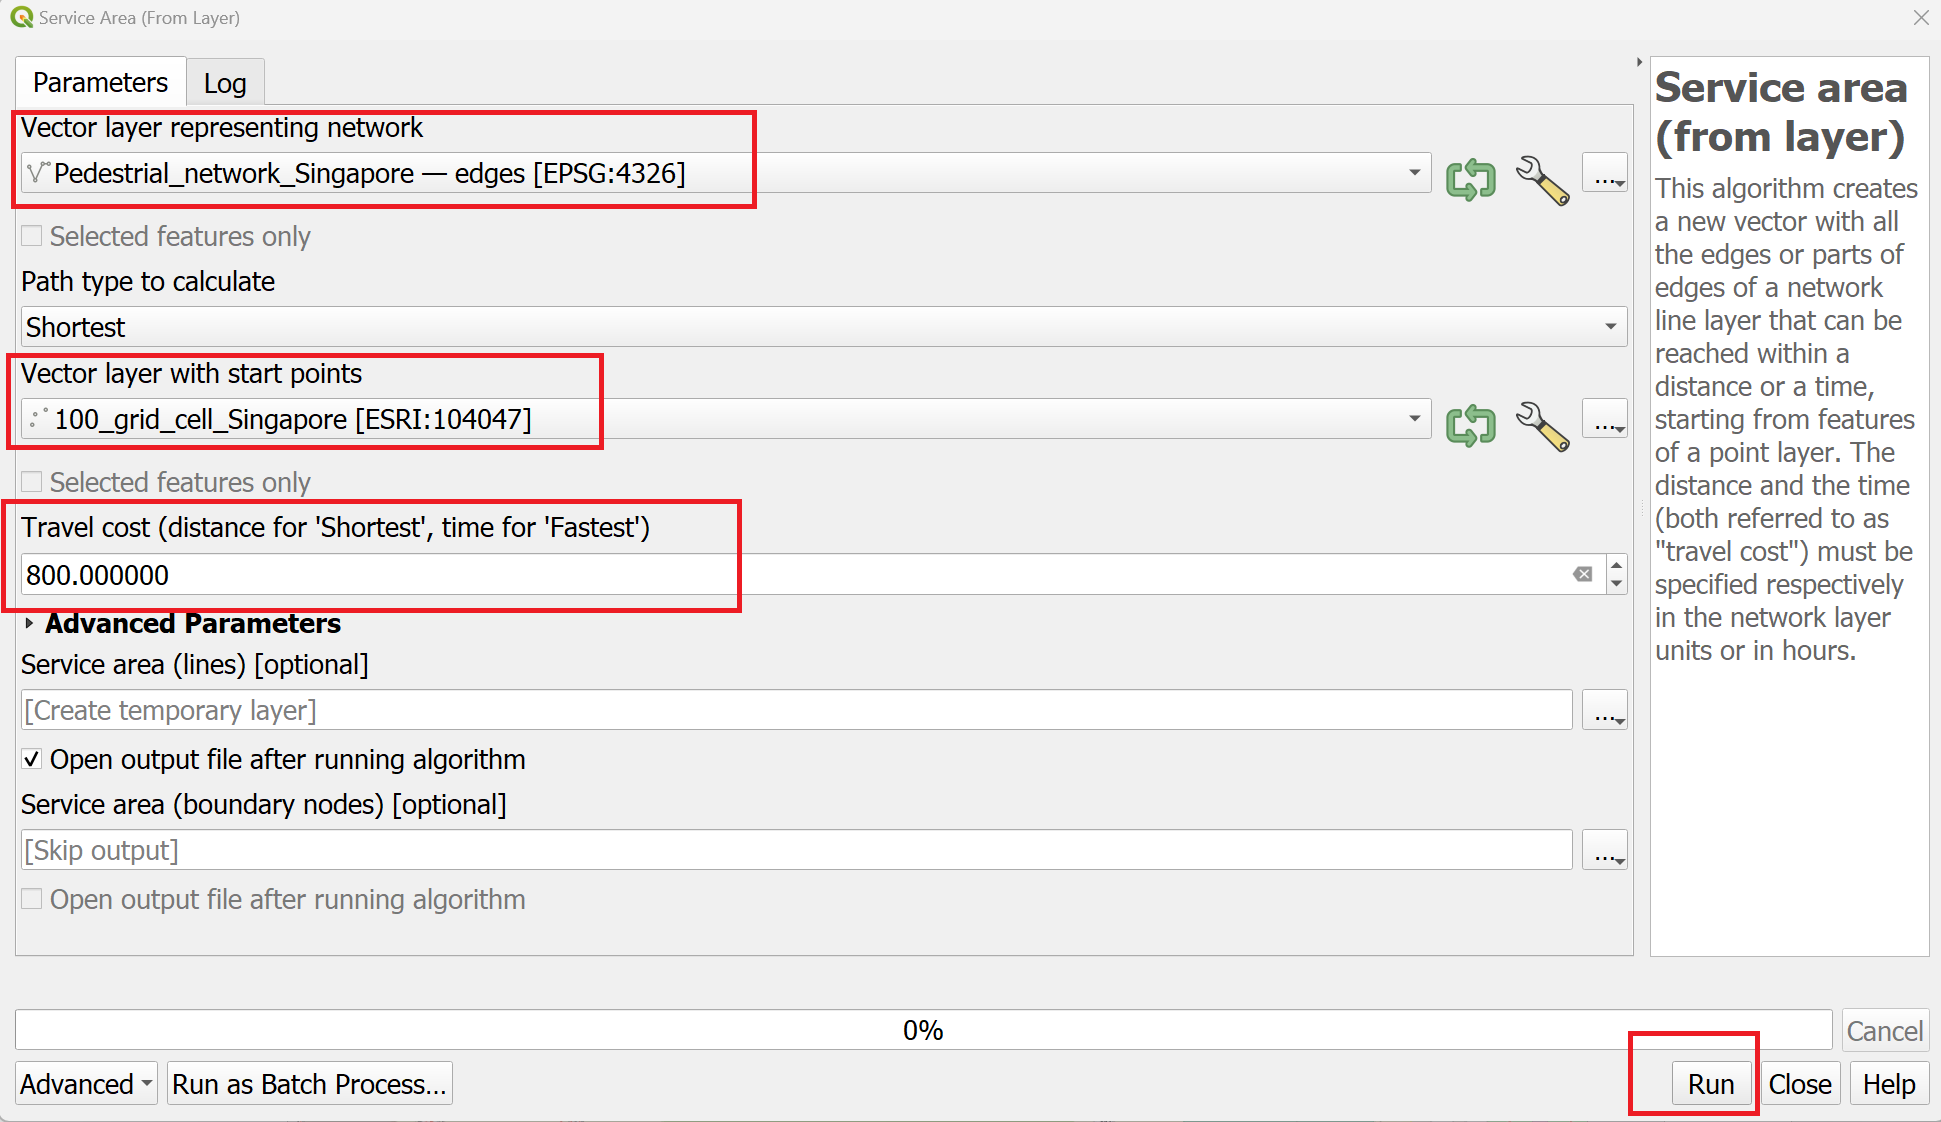 Service Area (From Layer)
Parameters
Log
Vector layer representing network
Pedestrial_network_Singapore — edges [EPSG:4326]
...
Selected features only
Path type to calculate
Shortest
Vector layer with start points
100_grid_cell_Singapore [ESRI:104047]
...
Selected features only
Travel cost (distance for 'Shortest', time for 'Fastest')
800.000000
Advanced Parameters
Service area (lines) [optional]
[Create temporary layer]
...
Open output file after running algorithm
Service area (boundary nodes) [optional]
[Skip output]
...
Open output file after running algorithm
Service area
(from layer)
This algorithm creates
a new vector with all
the edges or parts of
edges of a network
line layer that can be
reached within a
distance or a time,
starting from features
of a point layer. The
distance and the time
(both referred to as
"travel cost") must be
specified respectively
in the network layer
units or in hours.
0%
Cancel
Advanced
Run as Batch Process...
Run
Close
Help